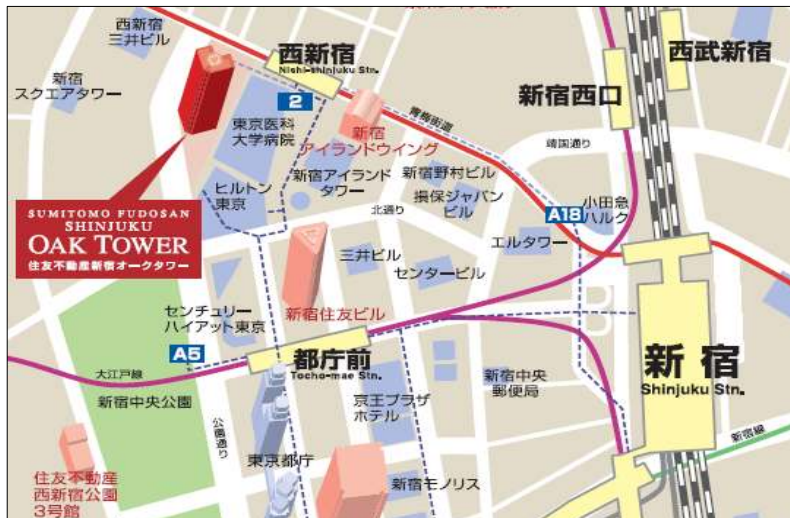 西新宿
三井ビル
西新宿
Nishi-shinjuku Stn.
西武新宿
新宿西口
新宿
スクエアタワー
2
東京医科
大学病院
新宿
アイランドウイング
青梅街道
靖国通り
新宿アイランド
タワー
新宿野村ビル
ヒルトン
東京
損保ジャパン
ビル
北通り
小田急
ハルク
A18
SUMITOMO FUDOSAN
SHINJUKU
OAK TOWER
住友不動産新宿オークタワー
三井ビル
エルタワー
センタービル
センチュリー
ハイアット東京
新宿住友ビル
A5
都庁前
Tocho-mae Stn.
新宿
Shinjuku Stn.
大江戸線
新宿中央公園
京王プラザ
ホテル
新宿中央
郵便局
公園通り
新宿線
東京都庁
住友不動産
西新宿公園
3号館
新宿モノリス